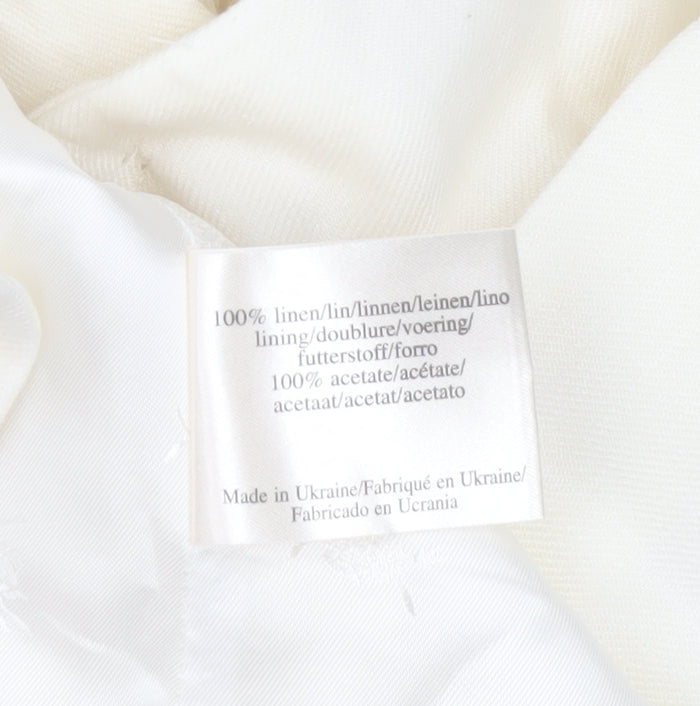 100% linen/lin/linnen/leinen/lino
lining/doublure/voering/
futterstoff/forro
100% acetate/acétate/
acetaat/acetat/acetato
Made in Ukraine/Fabriqué en Ukraine/
Fabricado en Ucrania